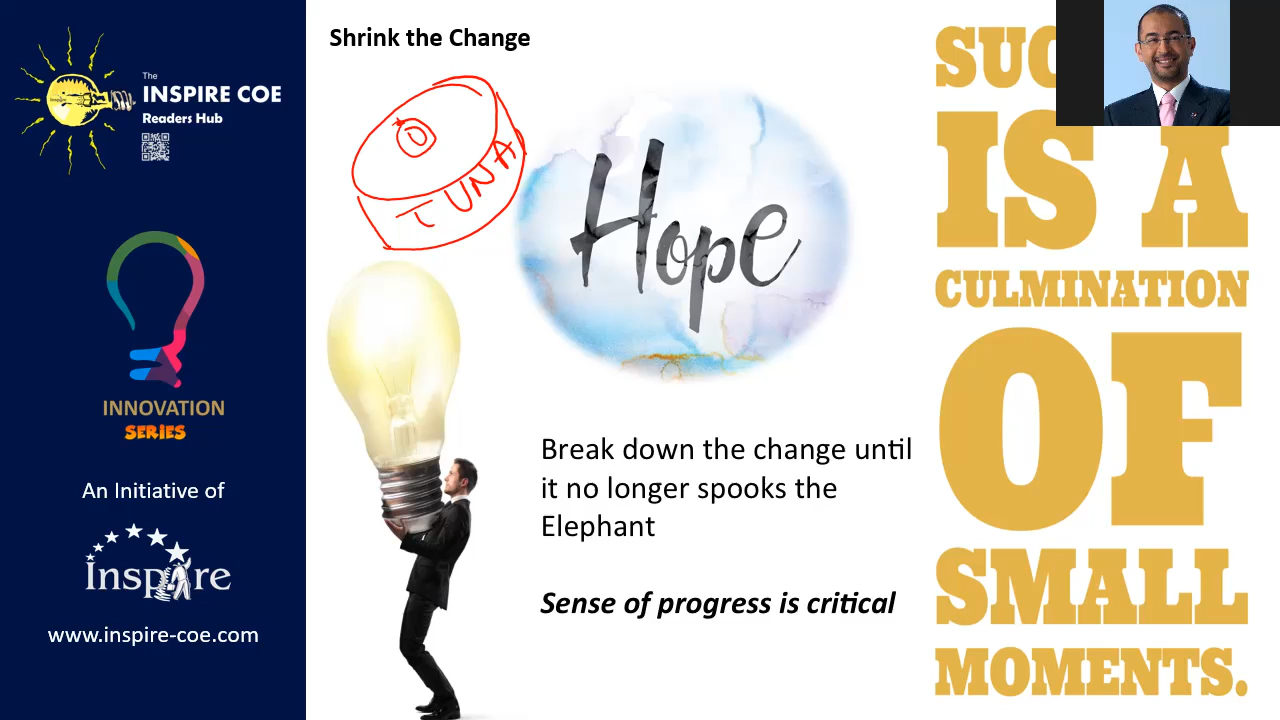 The
INSPIRE COE
Readers Hub
INNOVATION
SERIES
An Initiative of
Inspire
www.inspire-coe.com
Shrink the Change
TUNA
Hope
Break down the change until
it no longer spooks the
Elephant
Sense of progress is critical
IS A
CULMINATION
OF
SMALL
MOMENTS.